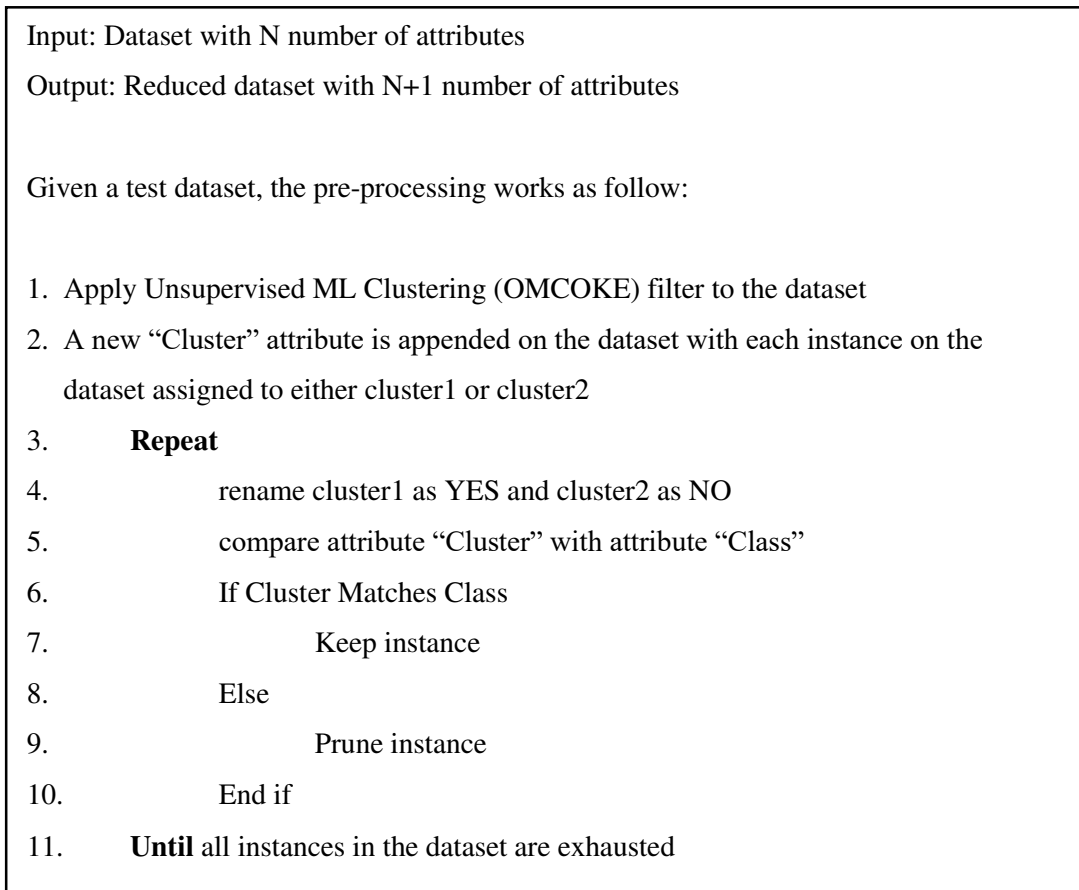 Input: Dataset with N number of attributes
Output: Reduced dataset with N+1 number of attributes
Given a test dataset, the pre-processing works as follow:
1. Apply Unsupervised ML Clustering (OMCOKE) filter to the dataset
2. A new “Cluster” attribute is appended on the dataset with each instance on the
dataset assigned to either cluster1 or cluster2
3. Repeat
4. rename cluster1 as YES and cluster2 as NO
5. compare attribute “Cluster” with attribute “Class”
6. If Cluster Matches Class
7. Keep instance
8. Else
9. Prune instance
10. End if
11. Until all instances in the dataset are exhausted